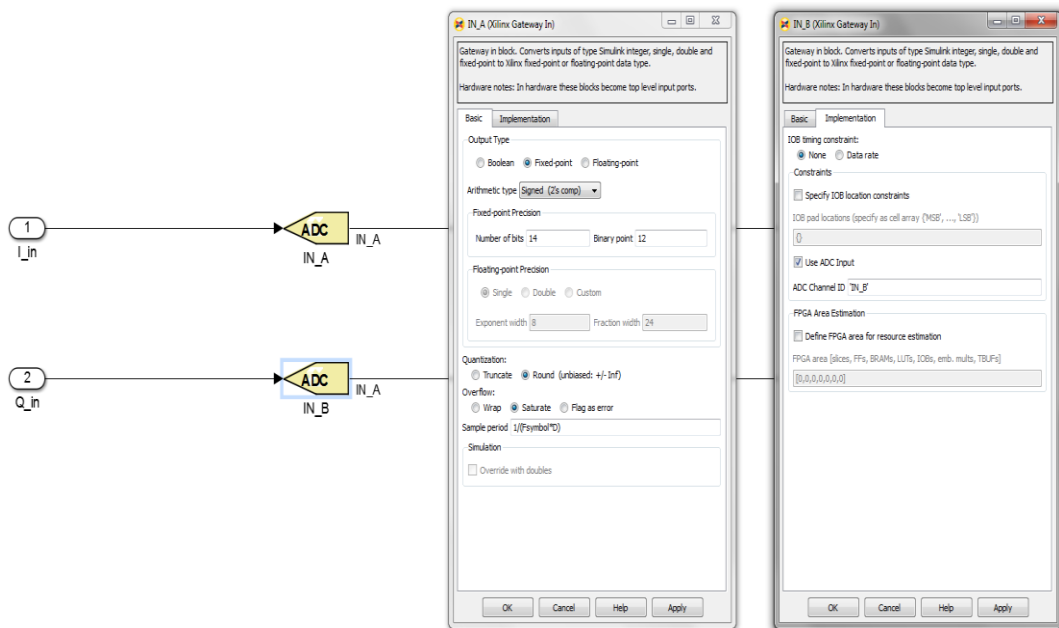 1
I_in
ADC
IN_A
IN_A
2
Q_in
ADC
IN_A
IN_B
IN_A (Xilinx Gateway In)
Gateway in block. Converts inputs of type Simulink integer, single, double and
fixed-point to Xilinx fixed-point or floating-point data type.
Hardware notes: In hardware these blocks become top level input ports.
Basic Implementation
Output Type
Boolean Fixed-point Floating-point
Arithmetic type Signed (2's comp)
Fixed-point Precision
Number of bits 14 Binary point 12
Floating-point Precision
Single Double Custom
Exponent width 8 Fraction width 24
Quantization:
Truncate Round (unbiased: +/- Inf)
Overflow:
Wrap Saturate Flag as error
Sample period 1/(Fsymbol*D)
Simulation
Override with doubles
OK Cancel Help Apply
IN_B (Xilinx Gateway In)
Gateway in block. Converts inputs of type Simulink integer, single, double and
fixed-point to Xilinx fixed-point or floating-point data type.
Hardware notes: In hardware these blocks become top level input ports.
Basic Implementation
IOB timing constraint:
None Data rate
Constraints
Specify IOB location constraints
IOB pad locations (specify as cell array {'MSB', ..., 'LSB'})
{}
Use ADC Input
ADC Channel ID 'IN_B'
FPGA Area Estimation
Define FPGA area for resource estimation
FPGA area [slices, FFs, BRAMs, LUTs, IOBs, emb. mults, TBUFs]
[0,0,0,0,0,0,0]
OK Cancel Help Apply